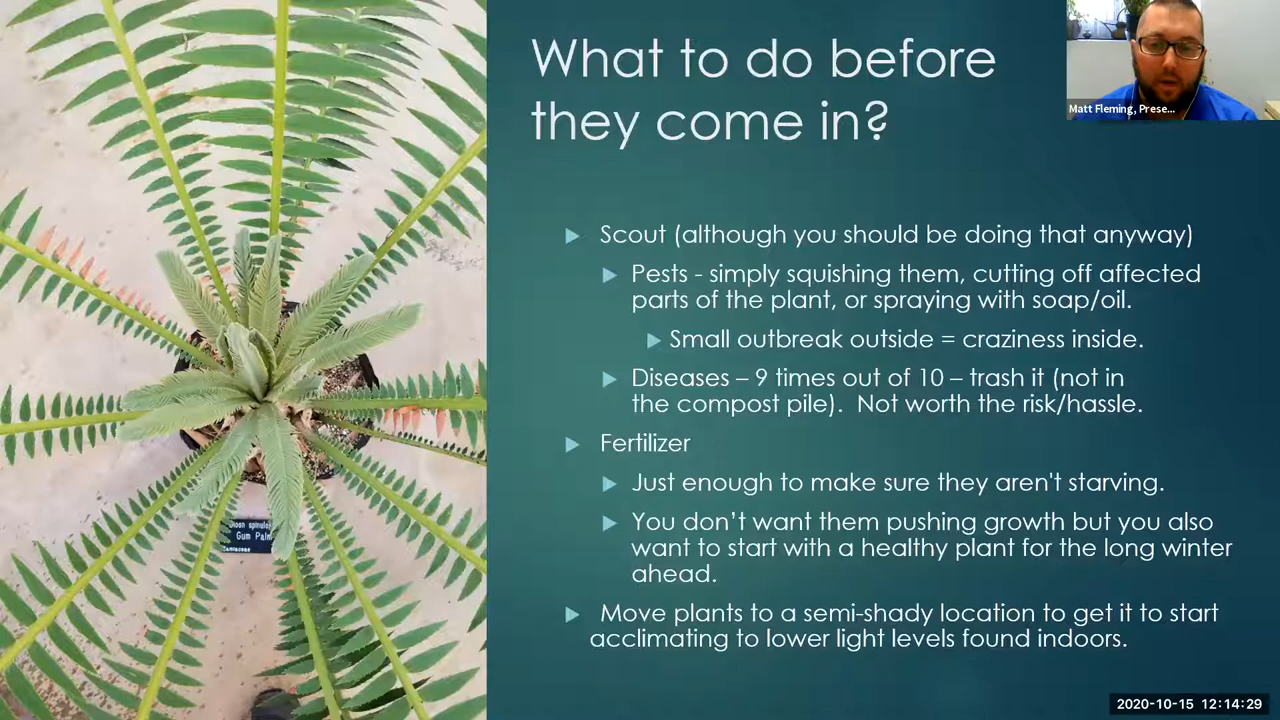 What to do before
they come in?
Matt Fleming, Prese...
Scout (although you should be doing that anyway)
Pests - simply squishing them, cutting off affected
parts of the plant, or spraying with soap/oil.
Small outbreak outside = craziness inside.
Diseases – 9 times out of 10 – trash it (not in
the compost pile).  Not worth the risk/hassle.
Fertilizer
Just enough to make sure they aren't starving.
You don’t want them pushing growth but you also
want to start with a healthy plant for the long winter
ahead.
Move plants to a semi-shady location to get it to start
acclimating to lower light levels found indoors.
Gum Palm
2020-10-15 12:14:29